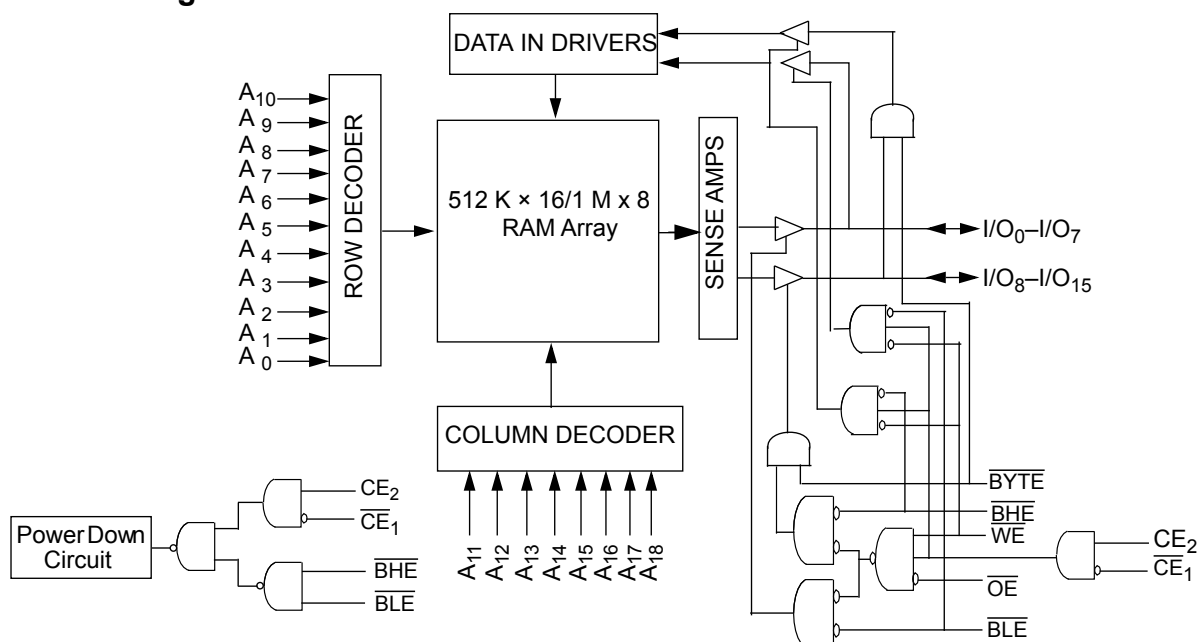 DATA IN DRIVERS
A10
A9
A8
A7
A6
A5
A4
A3
A2
A1
A0
ROW DECODER
512 K × 16/1 M x 8
RAM Array
SENSE AMPS
I/O0–I/O7
I/O8–I/O15
COLUMN DECODER
A11
A12
A13
A14
A15
A16
A17
A18
Power Down
Circuit
CE2
CE1
BHE
BLE
BYTE
BHE
WE
OE
BLE
CE2
CE1